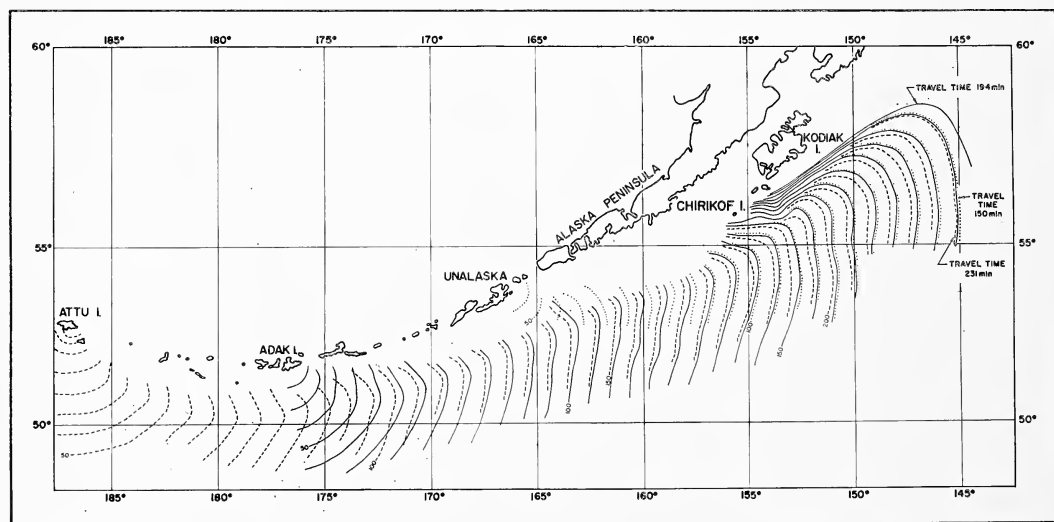 185° 180° 175° 170° 165° 160° 155° 150° 145°
60° 60°
TRAVEL TIME 194 min
KODIAK
I.
ALASKA PENINSULA
CHIRIKOF I.
TRAVEL
TIME
150 min
55° 55°
TRAVEL TIME
231 min
UNALASKA
ATTU I.
ADAK I.
50
200
100
150
150
100
50° 50°
50
50
100
185° 180° 175° 170° 165° 160° 155° 150° 145°